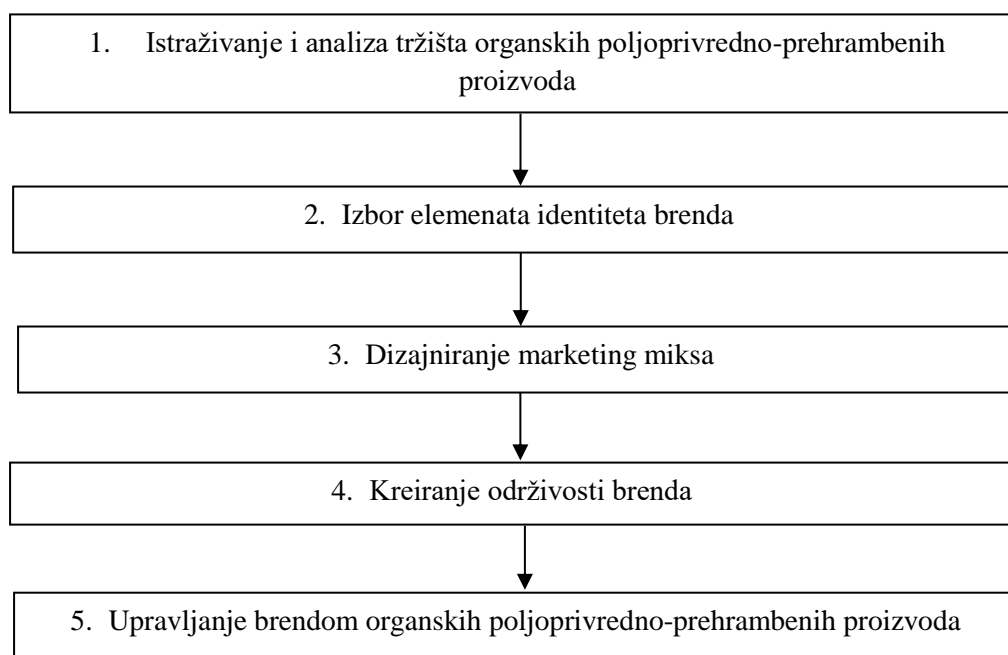 1. Istraživanje i analiza tržišta organskih poljoprivredno-prehrambenih
proizvoda
2. Izbor elemenata identiteta brenda
3. Dizajniranje marketing miksa
4. Kreiranje održivosti brenda
5. Upravljanje brendom organskih poljoprivredno-prehrambenih proizvoda